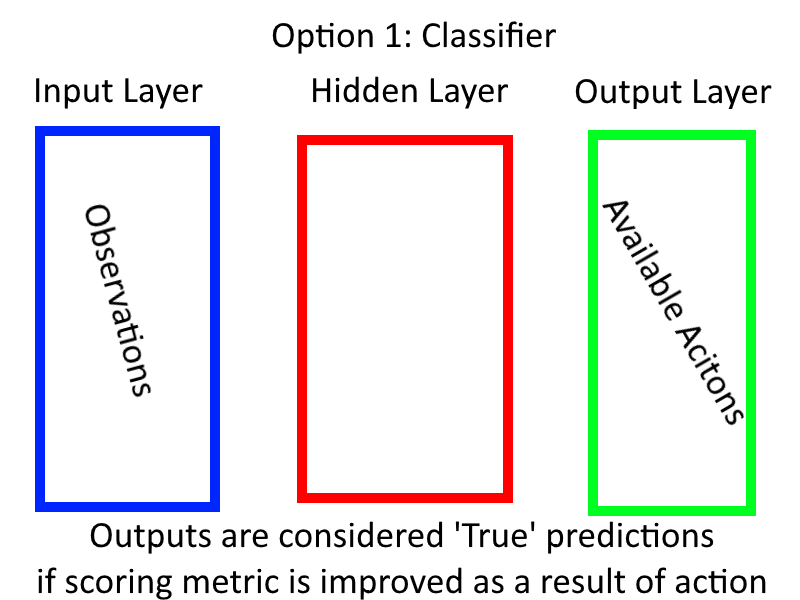 Option 1: Classifier
Input Layer
Hidden Layer
Output Layer
Observations
Available Acitons
Outputs are considered 'True' predictions
if scoring metric is improved as a result of action